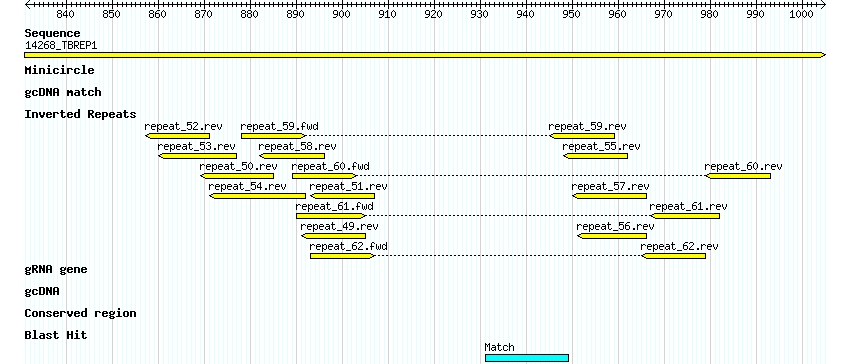 840 850 860 870 880 890 900 910 920 930 940 950 960 970 980 990 1000
Sequence
14268_TBREP1
Minicircle
gcDNA match
Inverted Repeats
repeat_52.rev repeat_59.fwd repeat_59.rev
repeat_53.rev repeat_58.rev repeat_55.rev
repeat_50.rev repeat_60.fwd repeat_60.rev
repeat_54.rev repeat_51.rev repeat_57.rev
repeat_61.fwd repeat_61.rev
repeat_49.rev repeat_56.rev
repeat_62.fwd repeat_62.rev
gRNA gene
gcDNA
Conserved region
Blast Hit
Match